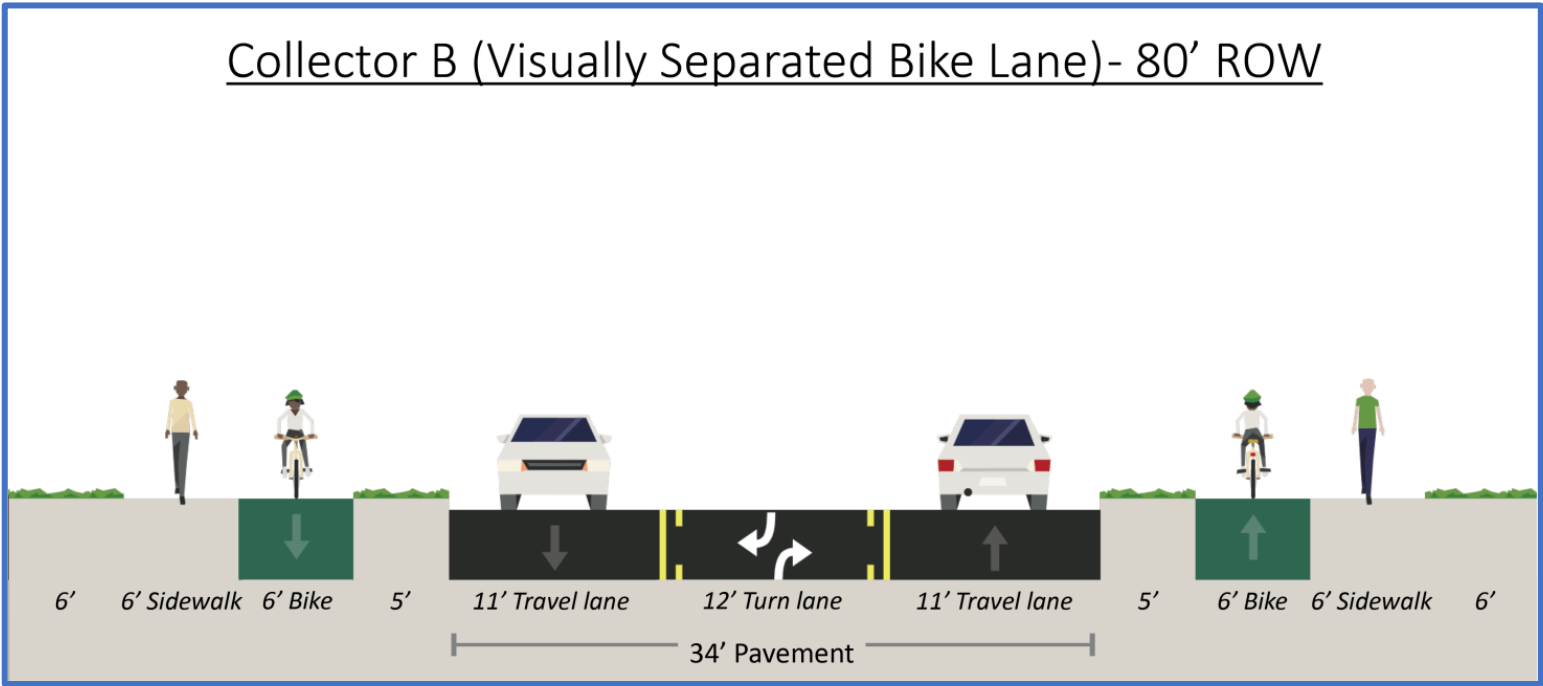 Collector B (Visually Separated Bike Lane) - 80’ ROW
6’ 6’ Sidewalk 6’ Bike 5’ 11’ Travel lane 12’ Turn lane 11’ Travel lane 5’ 6’ Bike 6’ Sidewalk 6’
34’ Pavement